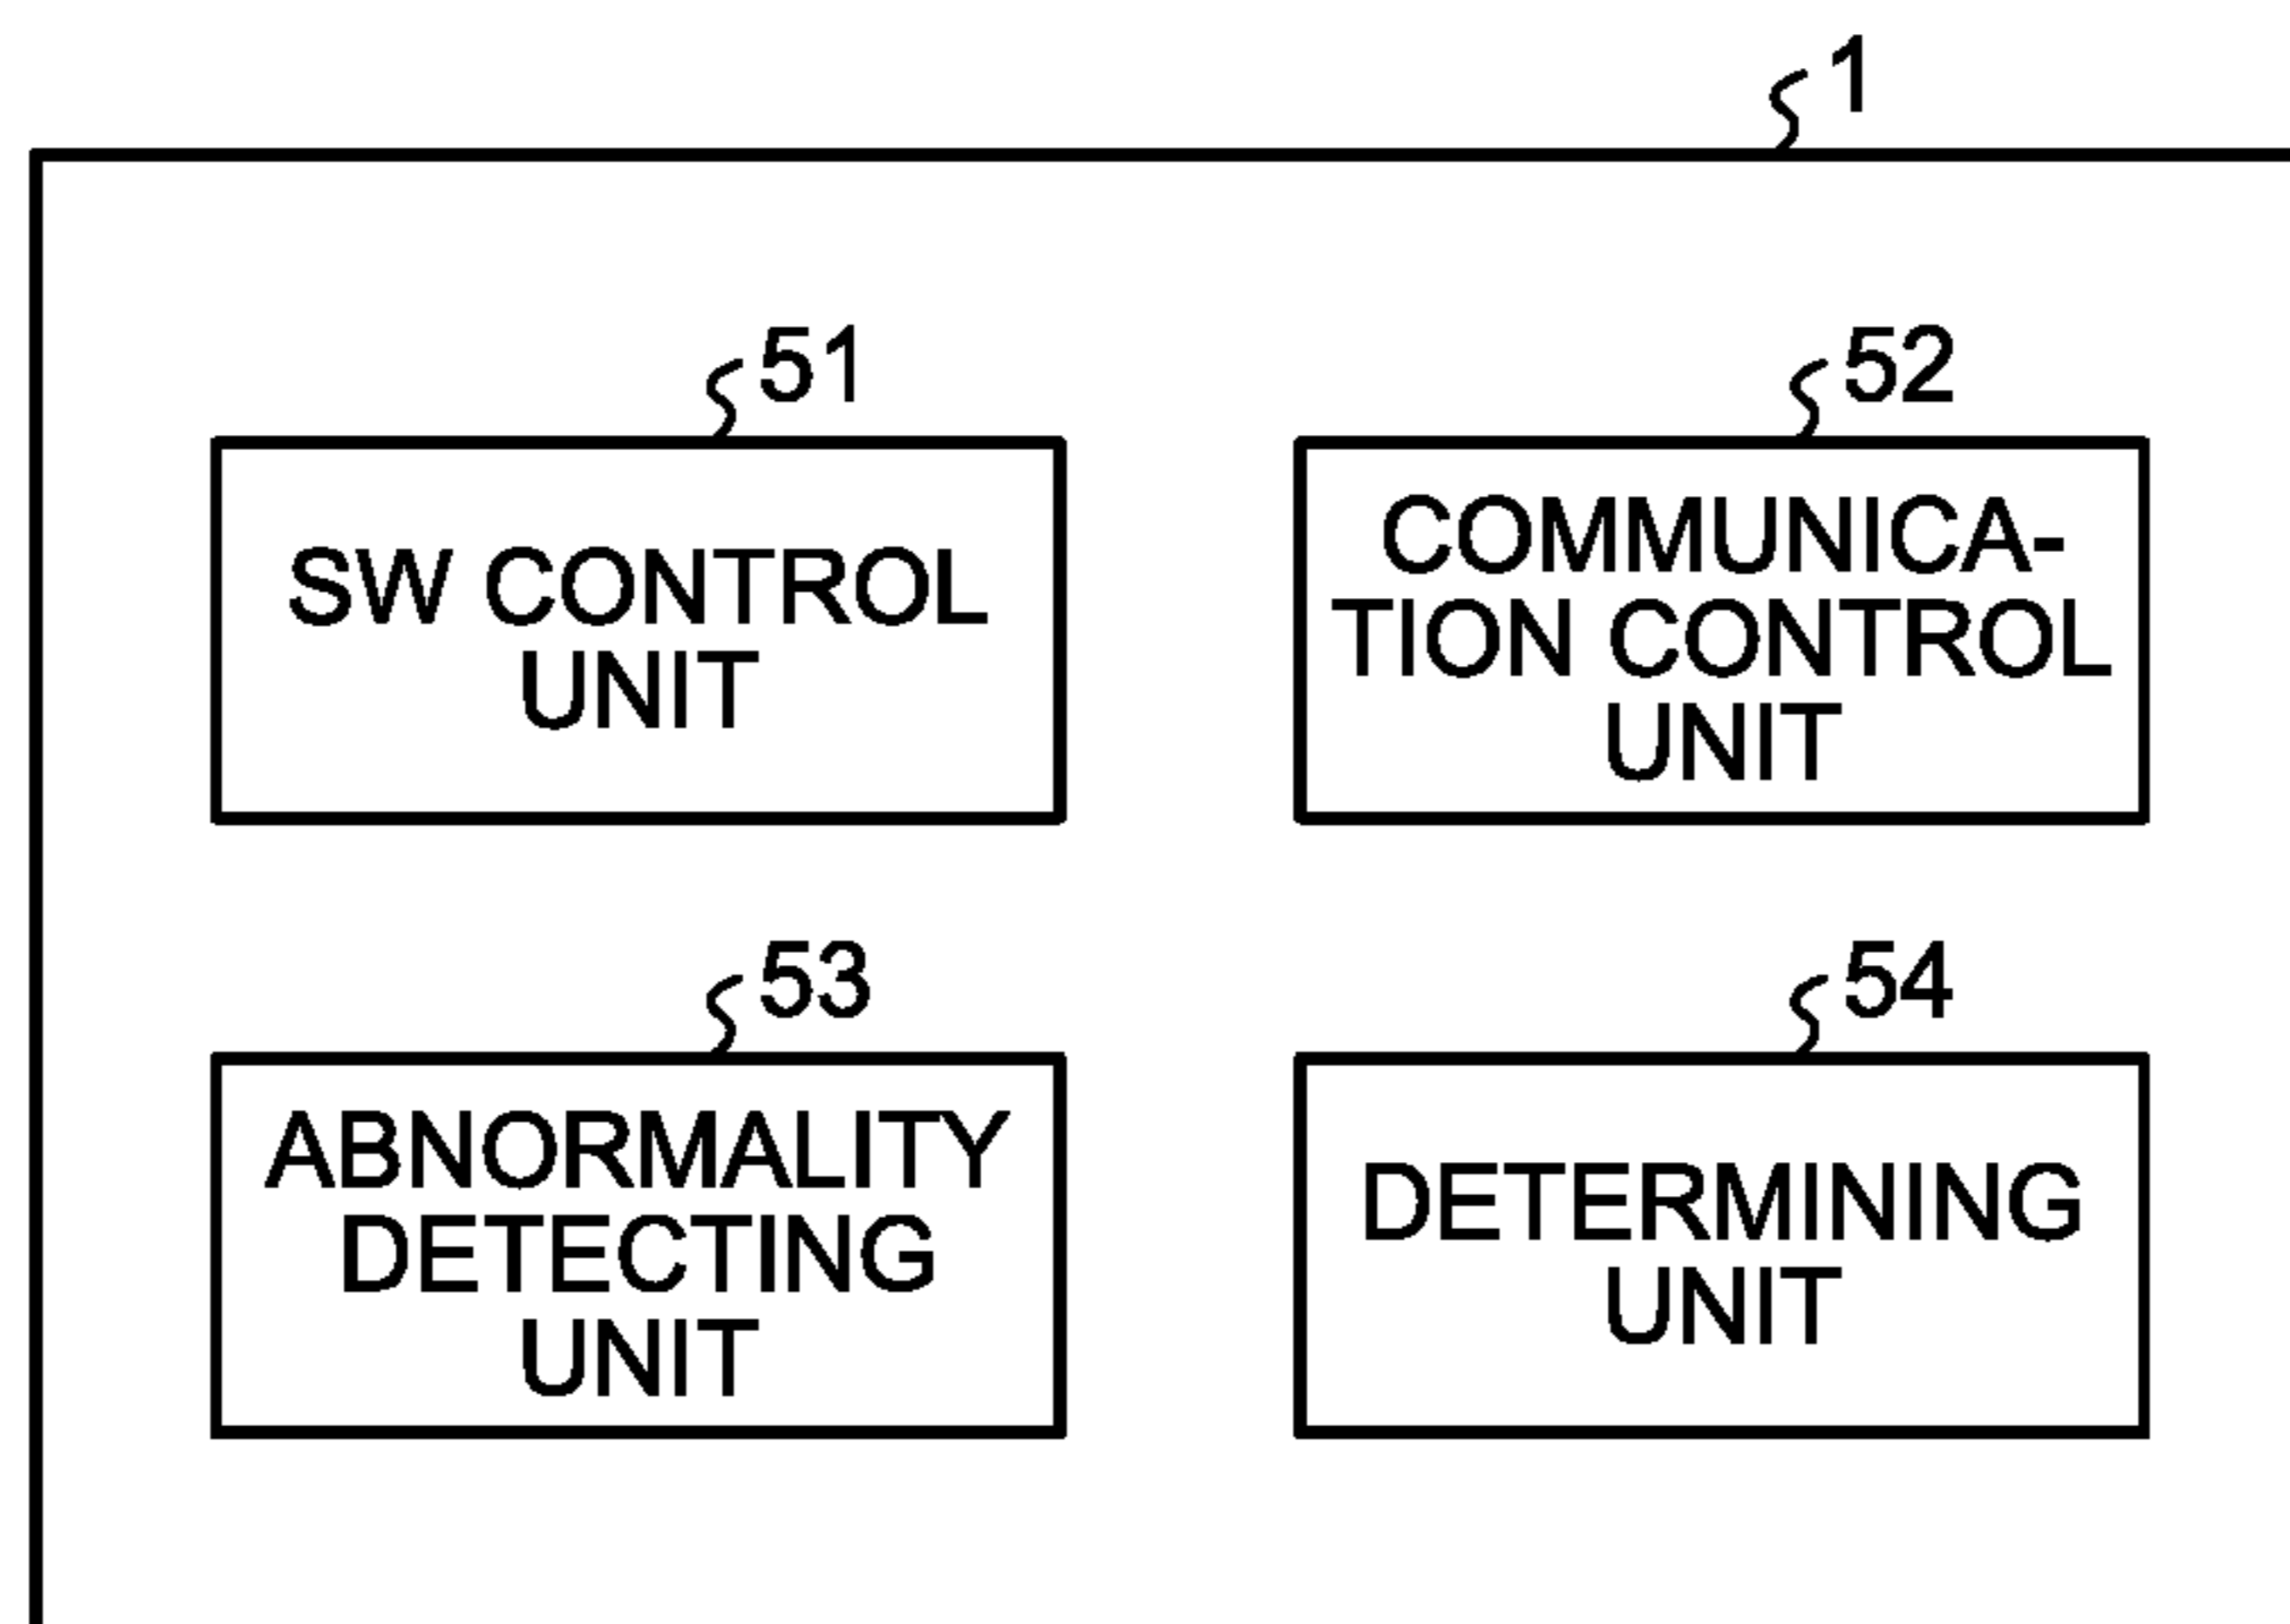 1
51
SW CONTROL
UNIT
52
COMMUNICA-
TION CONTROL
UNIT
53
ABNORMALITY
DETECTING
UNIT
54
DETERMINING
UNIT